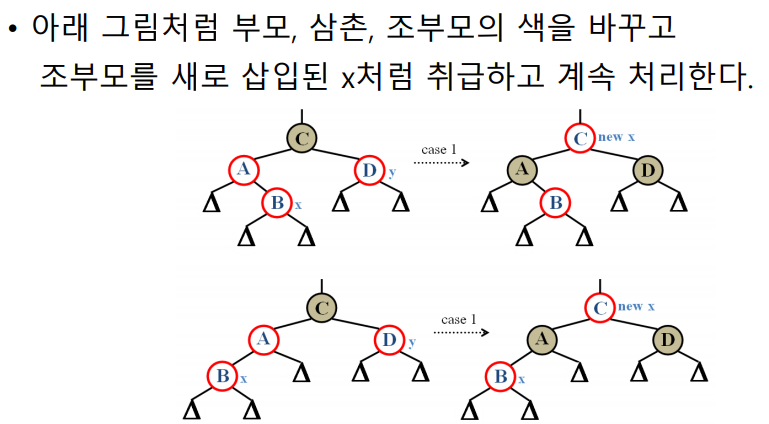 • 아래 그림처럼 부모, 삼촌, 조부모의 색을 바꾸고
조부모를 새로 삽입된 x처럼 취급하고 계속 처리한다.
C
case 1
C new x
A
D y
A
D
B x
B
C
case 1
C new x
A
D y
A
D
B x
B x